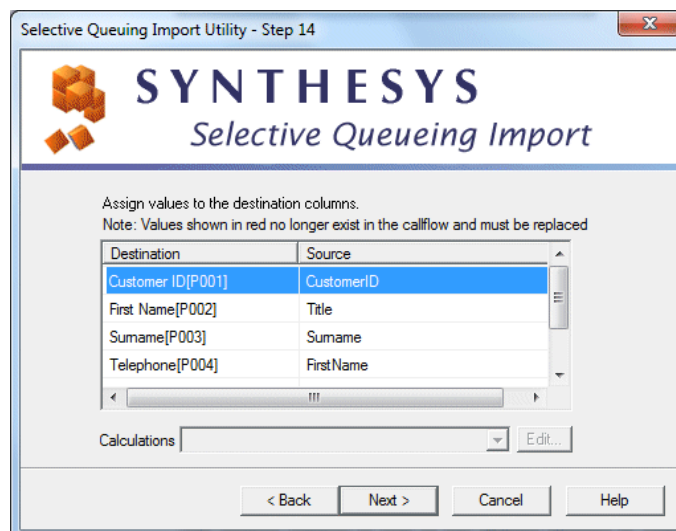 Selective Queuing Import Utility - Step 14
SYNTHESYS
Selective Queueing Import
Assign values to the destination columns.
Note: Values shown in red no longer exist in the callflow and must be replaced
Destination Source
Customer ID[P001] CustomerID
First Name[P002] Title
Surname[P003] Surname
Telephone[P004] FirstName
Calculations Edit...
< Back Next > Cancel Help